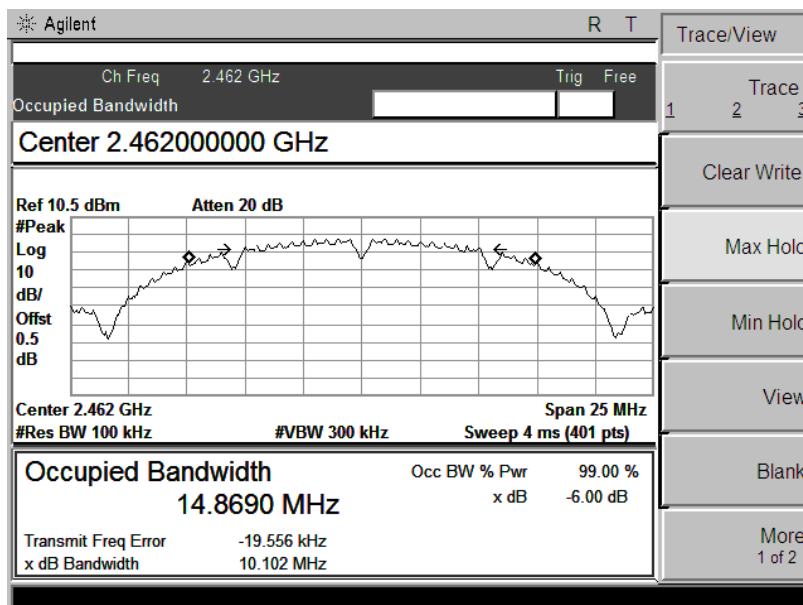 Agilent R T
Trace/View
Ch Freq 2.462 GHz Trig Free
Occupied Bandwidth
Center 2.462000000 GHz
Ref 10.5 dBm Atten 20 dB
#Peak
Log
10
dB/
Offst
0.5
dB
Center 2.462 GHz Span 25 MHz
#Res BW 100 kHz #VBW 300 kHz Sweep 4 ms (401 pts)
Occupied Bandwidth
14.8690 MHz
Occ BW % Pwr 99.00 %
x dB -6.00 dB
Transmit Freq Error -19.556 kHz
x dB Bandwidth 10.102 MHz
Trace
1 2 3
Clear Write
Max Hold
Min Hold
View
Blank
More
1 of 2